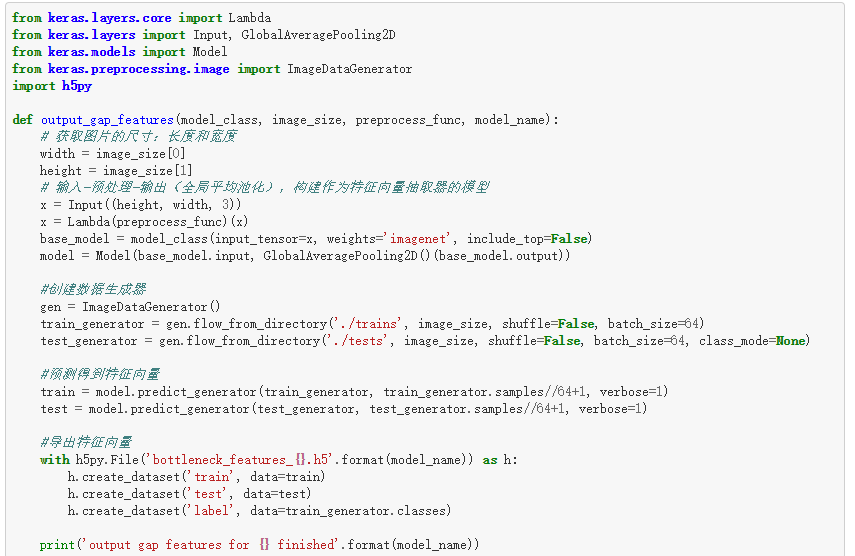 from keras.layers.core import Lambda
from keras.layers import Input, GlobalAveragePooling2D
from keras.models import Model
from keras.preprocessing.image import ImageDataGenerator
import h5py

def output_gap_features(model_class, image_size, preprocess_func, model_name):
    # 获取图片的尺寸：长度和宽度
    width = image_size[0]
    height = image_size[1]
    # 输入-预处理-输出（全局平均池化），构建作为特征向量抽取器的模型
    x = Input((height, width, 3))
    x = Lambda(preprocess_func)(x)
    base_model = model_class(input_tensor=x, weights='imagenet', include_top=False)
    model = Model(base_model.input, GlobalAveragePooling2D()(base_model.output))

    #创建数据生成器
    gen = ImageDataGenerator()
    train_generator = gen.flow_from_directory('./trains', image_size, shuffle=False, batch_size=64)
    test_generator = gen.flow_from_directory('./tests', image_size, shuffle=False, batch_size=64, class_mode=None)

    #预测得到特征向量
    train = model.predict_generator(train_generator, train_generator.samples//64+1, verbose=1)
    test = model.predict_generator(test_generator, test_generator.samples//64+1, verbose=1)

    #导出特征向量
    with h5py.File('bottleneck_features_{}.h5'.format(model_name)) as h:
        h.create_dataset('train', data=train)
        h.create_dataset('test', data=test)
        h.create_dataset('label', data=train_generator.classes)

    print('output gap features for {} finished'.format(model_name))